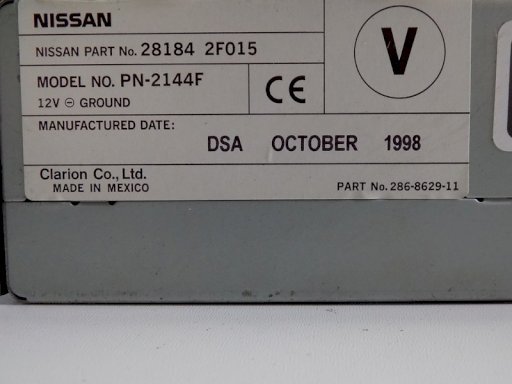 NISSAN
NISSAN PART No. 28184 2F015
MODEL NO. PN-2144F
12V ⊖ GROUND
CE
V
MANUFACTURED DATE:
DSA OCTOBER 1998
Clarion Co., Ltd.
MADE IN MEXICO
PART No. 286-8629-11